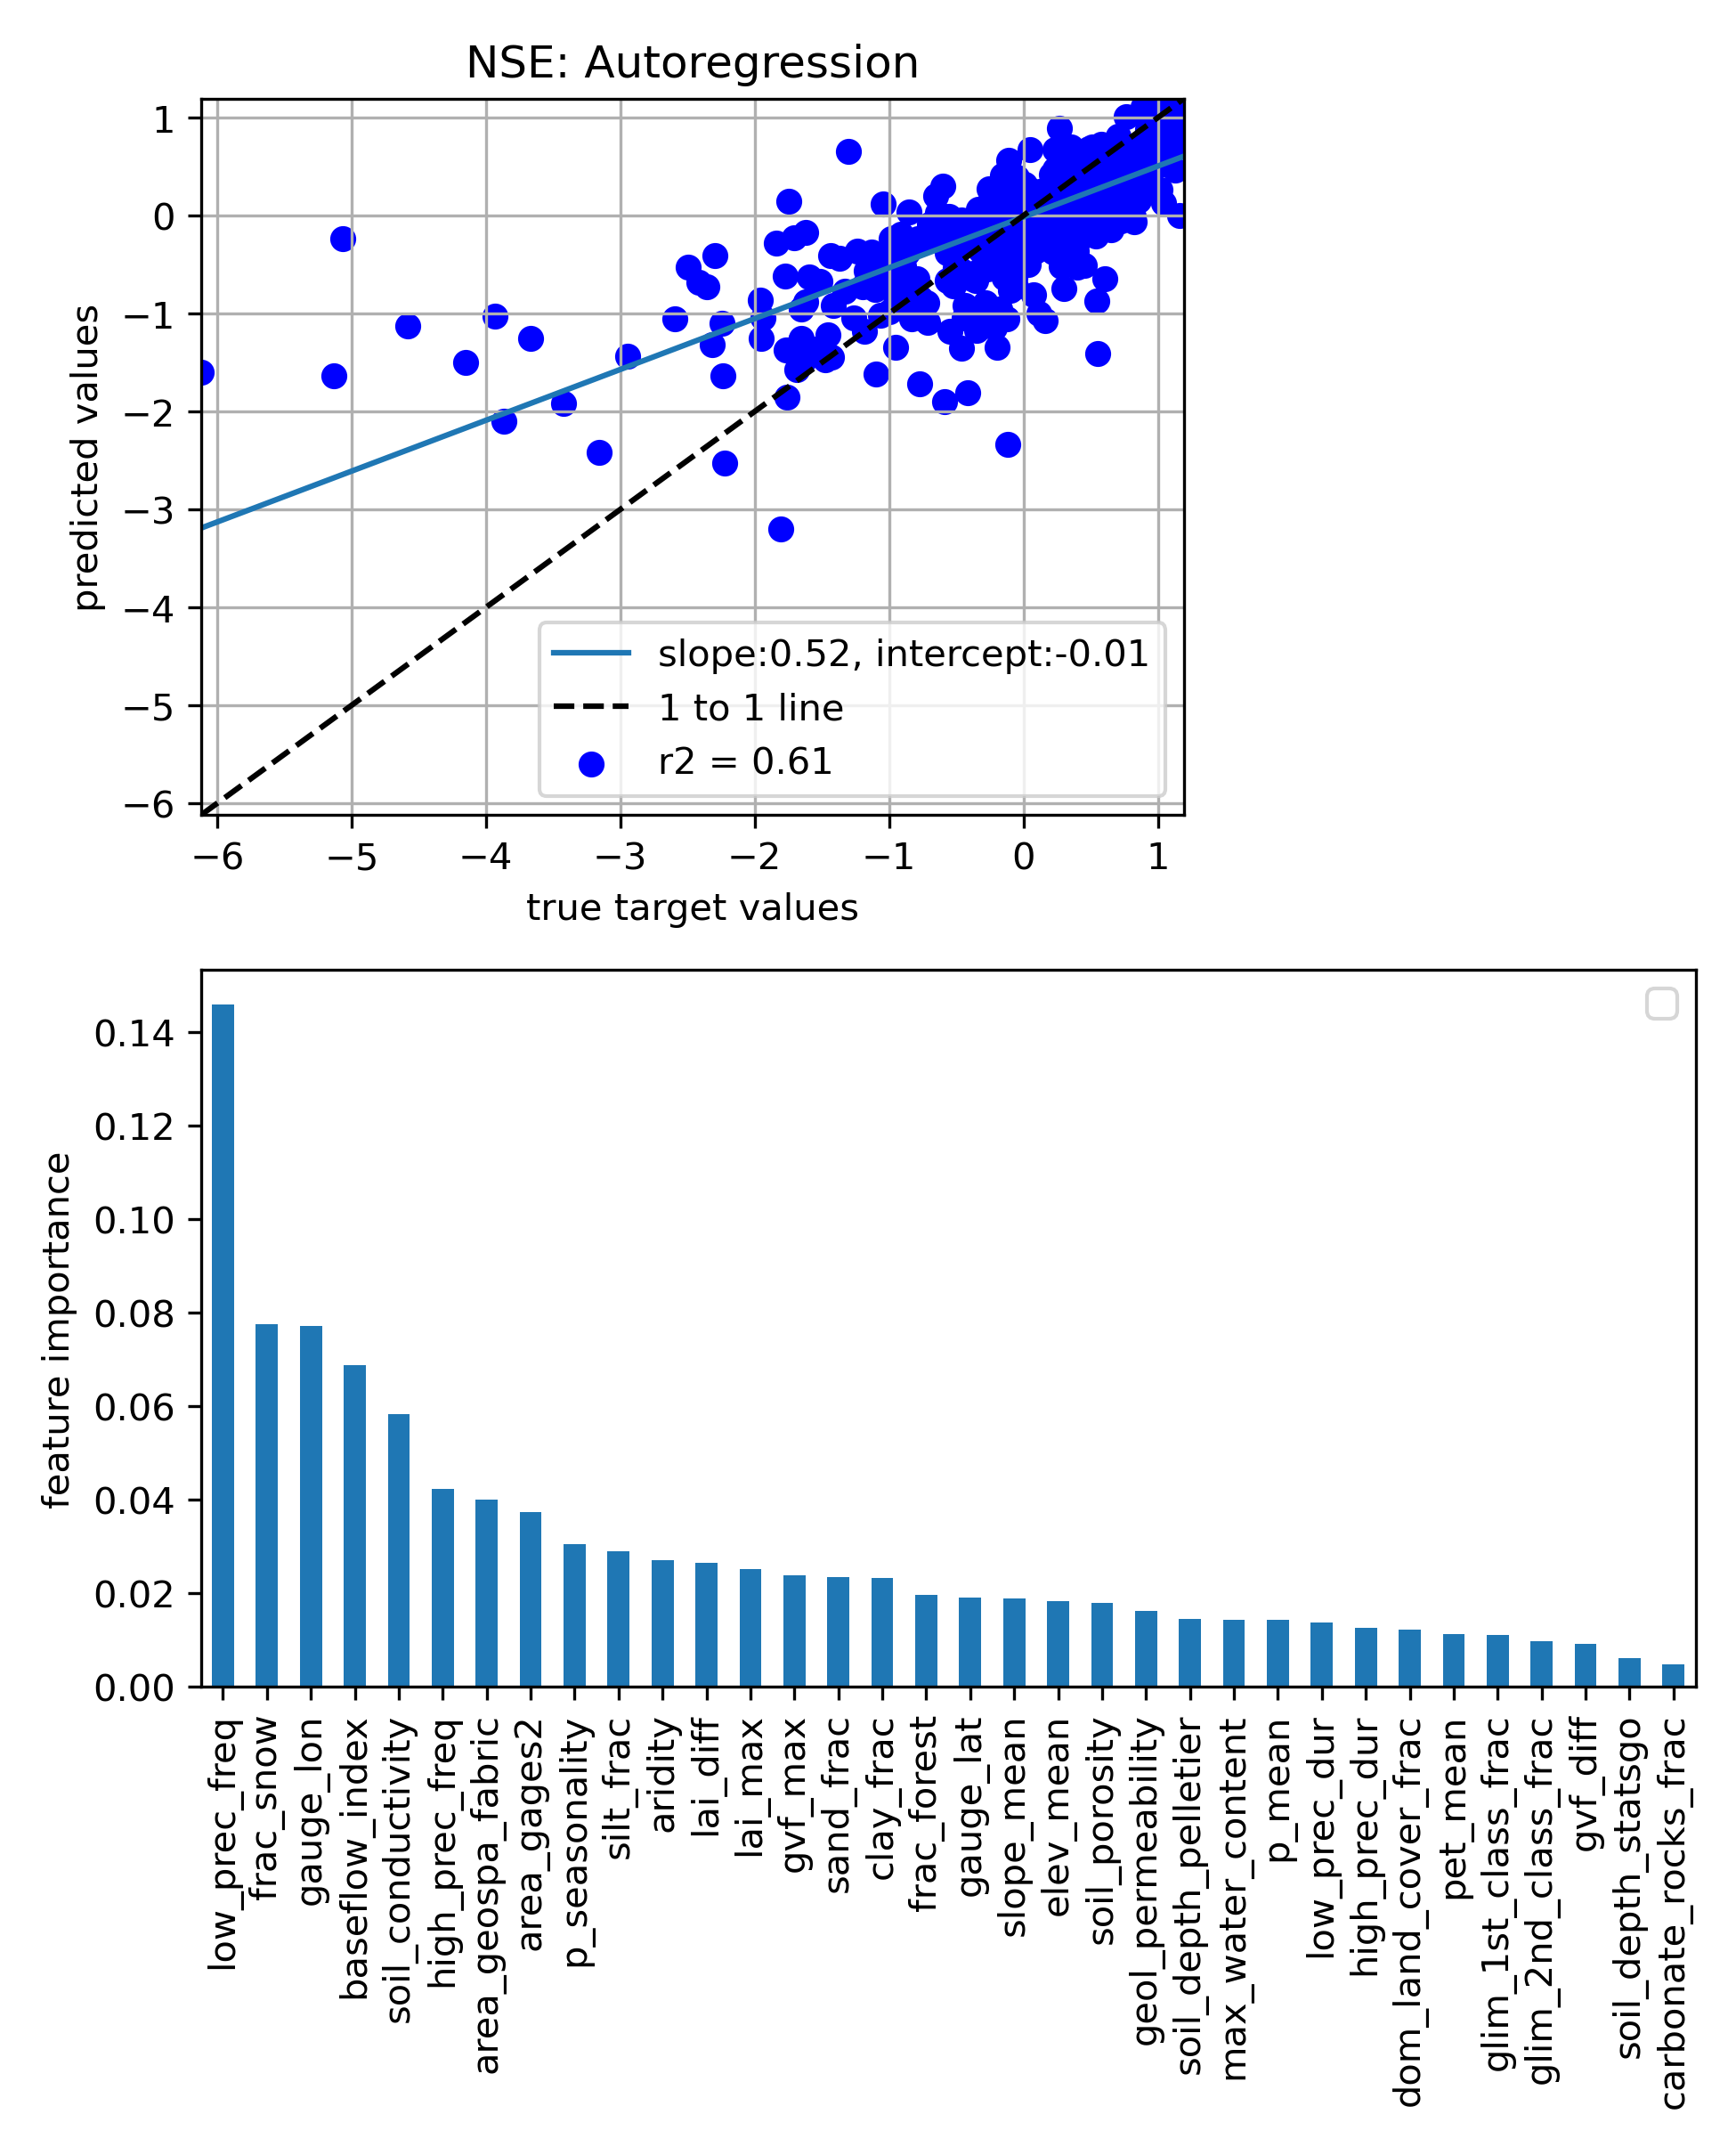 NSE: Autoregression
1
0
−1
−2
−3
−4
−5
−6
predicted values
slope:0.52, intercept:-0.01
1 to 1 line
r2 = 0.61
−6 −5 −4 −3 −2 −1 0 1
true target values
0.14
0.12
0.10
0.08
0.06
0.04
0.02
0.00
feature importance
low_prec_freq
frac_snow
gauge_lon
baseflow_index
soil_conductivity
high_prec_freq
area_geospa_fabric
area_gages2
p_seasonality
silt_frac
aridity
lai_diff
lai_max
gvf_max
sand_frac
clay_frac
frac_forest
gauge_lat
slope_mean
elev_mean
soil_porosity
geol_permeability
soil_depth_pelletier
max_water_content
p_mean
low_prec_dur
high_prec_dur
dom_land_cover_frac
pet_mean
glim_1st_class_frac
glim_2nd_class_frac
gvf_diff
soil_depth_statsgo
carbonate_rocks_frac